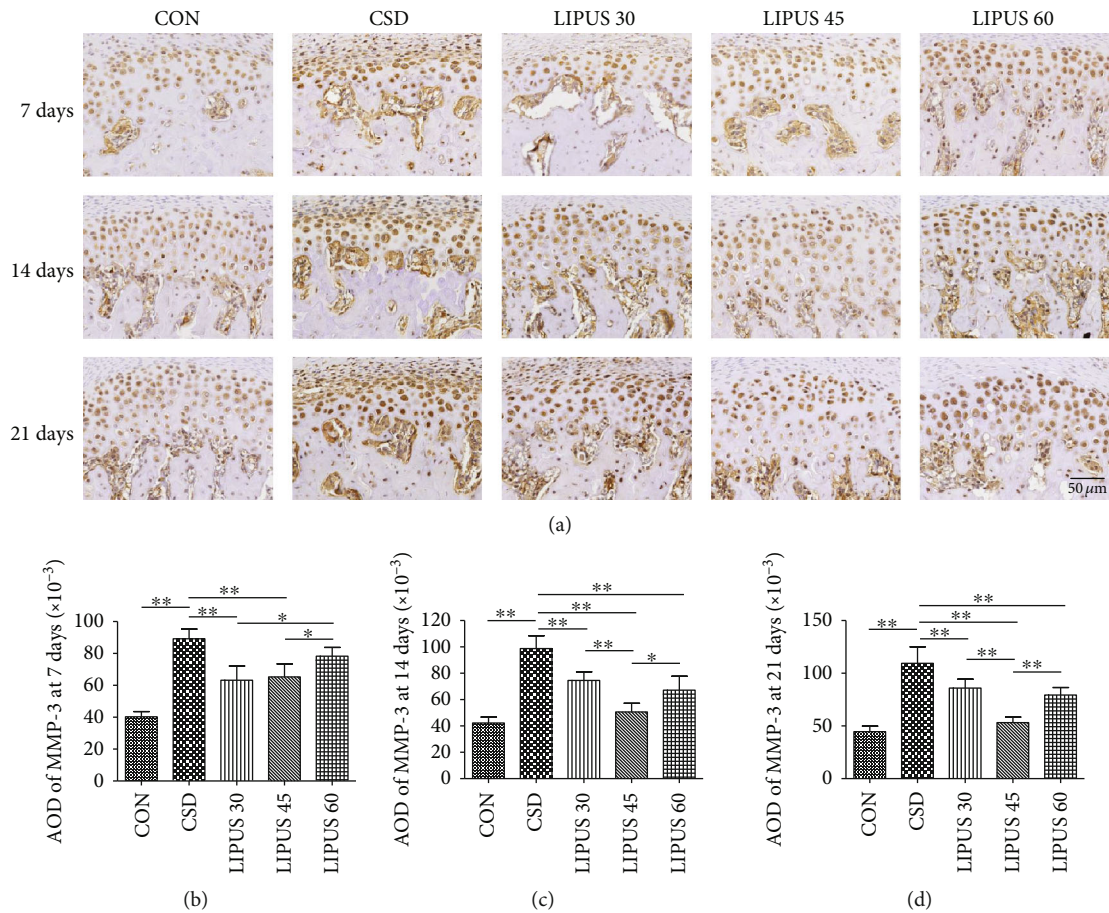 CON CSD LIPUS 30 LIPUS 45 LIPUS 60
7 days
14 days
21 days
50 μm
(a)
AOD of MMP-3 at 7 days (×10⁻³)
100
80
60
40
20
0
** ** ** * *
CON
CSD
LIPUS 30
LIPUS 45
LIPUS 60
(b)
AOD of MMP-3 at 14 days (×10⁻³)
120
100
80
60
40
20
0
** ** ** ** ** *
CON
CSD
LIPUS 30
LIPUS 45
LIPUS 60
(c)
AOD of MMP-3 at 21 days (×10⁻³)
150
100
50
0
** ** ** ** ** **
CON
CSD
LIPUS 30
LIPUS 45
LIPUS 60
(d)